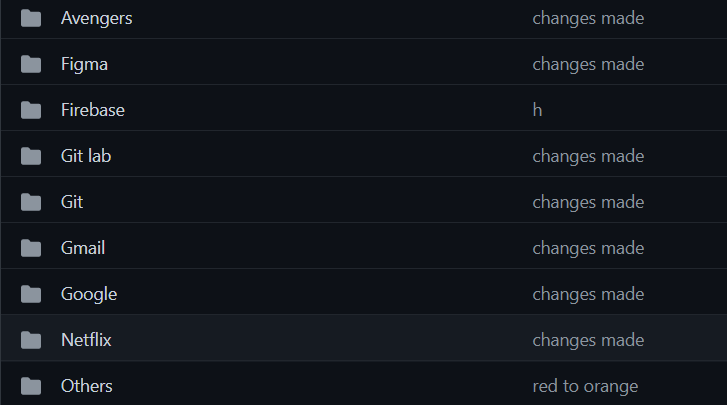 Avengers changes made
Figma changes made
Firebase h
Git lab changes made
Git changes made
Gmail changes made
Google changes made
Netflix changes made
Others red to orange